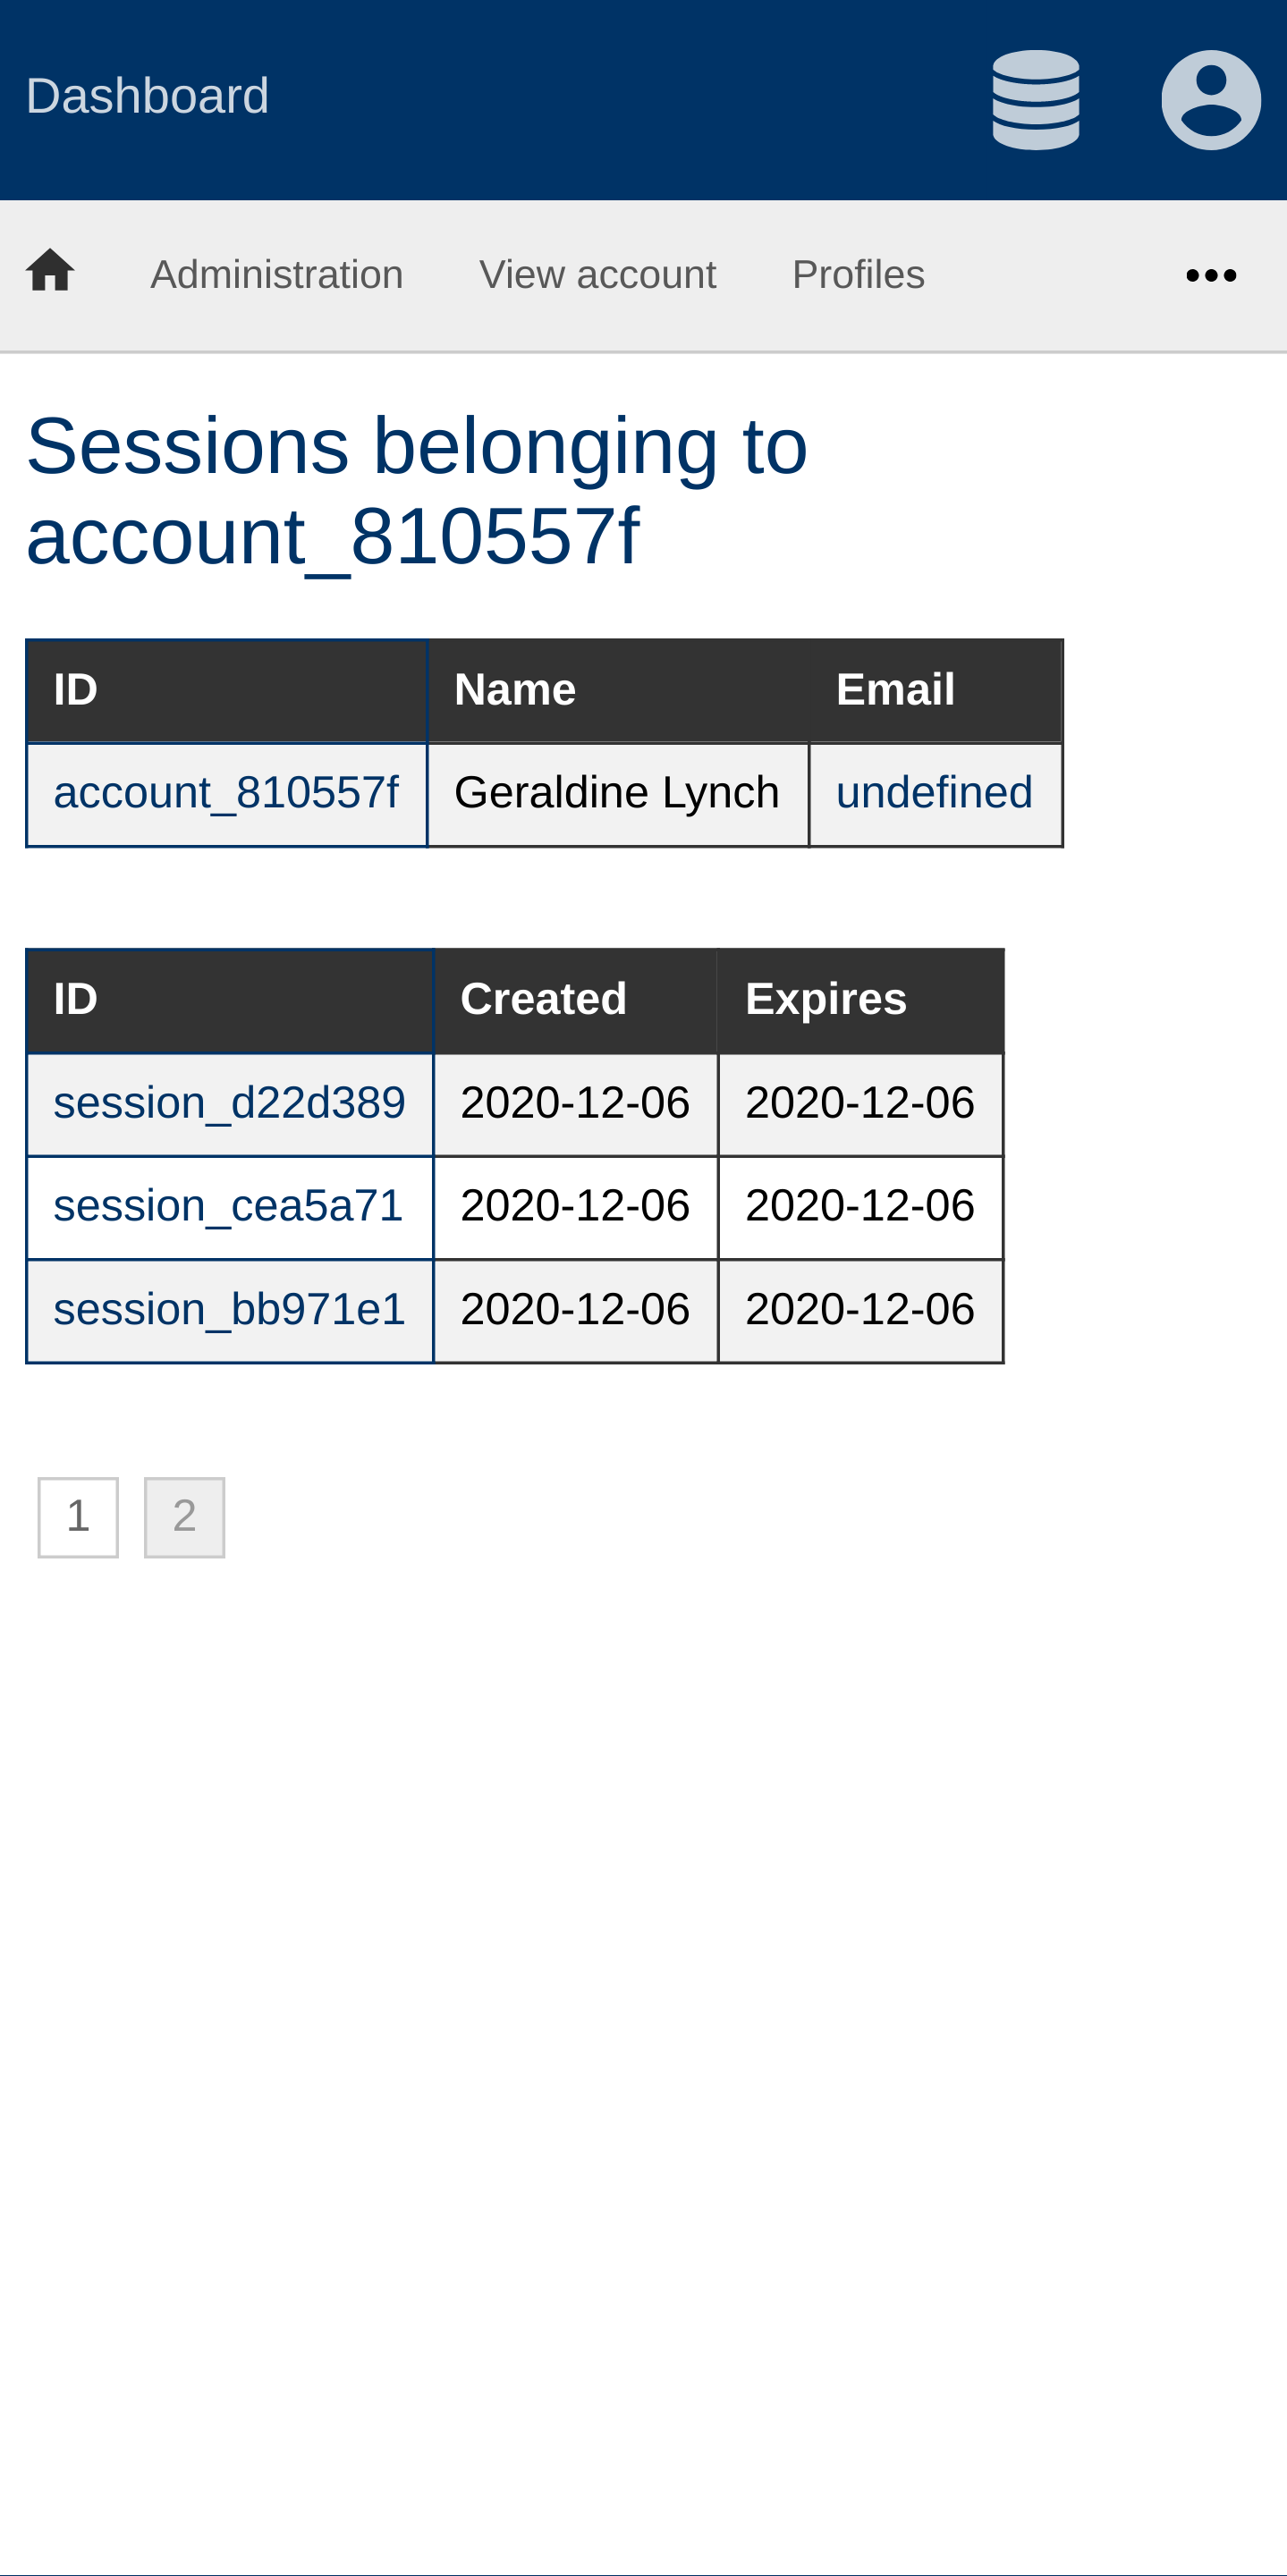 Dashboard
Administration View account Profiles
Sessions belonging to
account_810557f
ID Name Email
account_810557f Geraldine Lynch undefined
ID Created Expires
session_d22d389 2020-12-06 2020-12-06
session_cea5a71 2020-12-06 2020-12-06
session_bb971e1 2020-12-06 2020-12-06
1 2